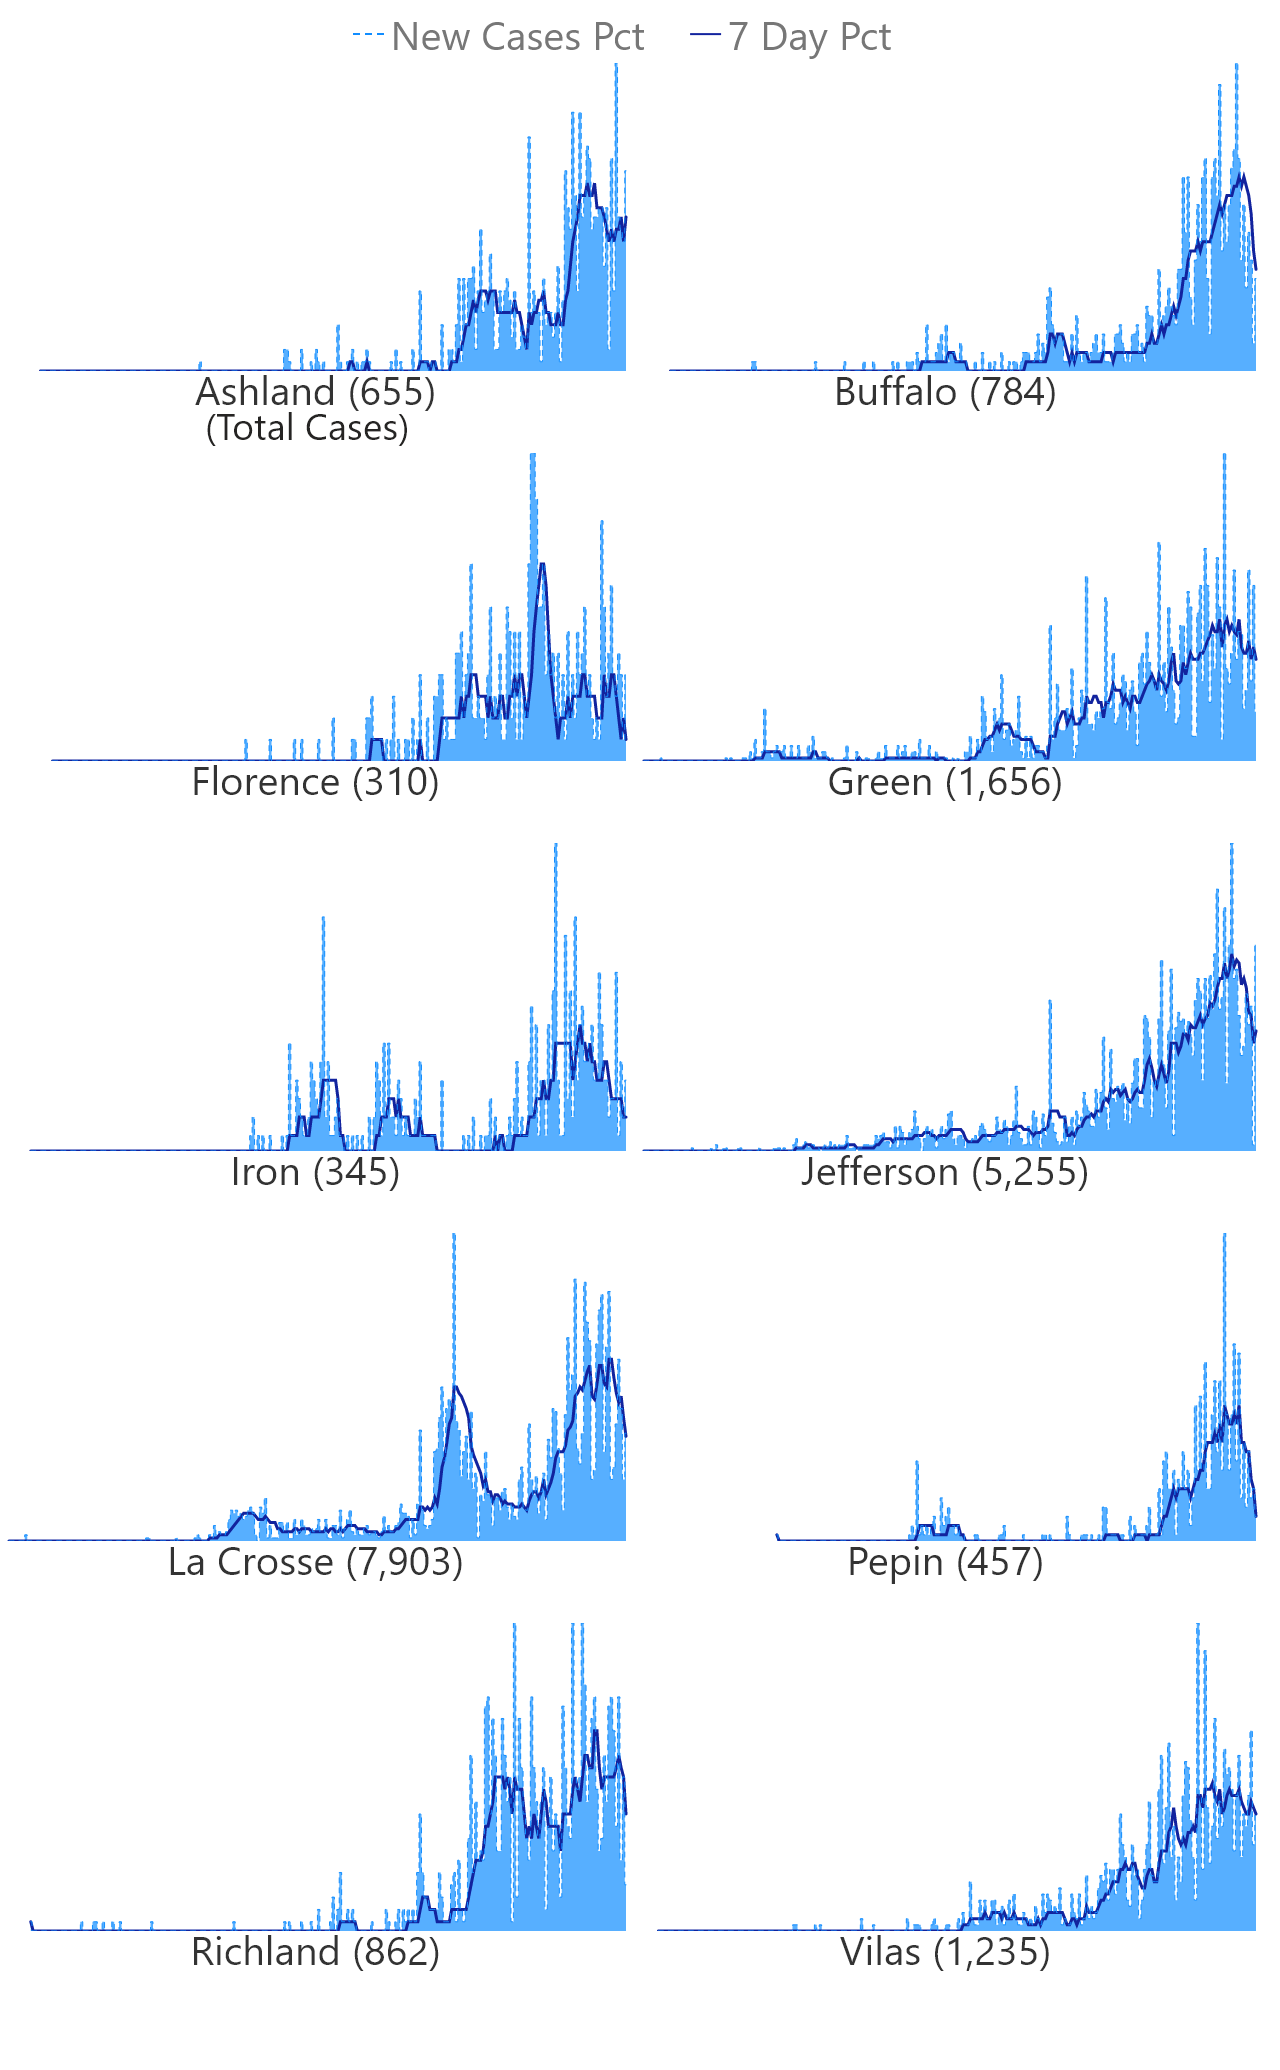 New Cases Pct 7 Day Pct
Ashland (655)
(Total Cases)
Buffalo (784)
Florence (310)
Green (1,656)
Iron (345)
Jefferson (5,255)
La Crosse (7,903)
Pepin (457)
Richland (862)
Vilas (1,235)